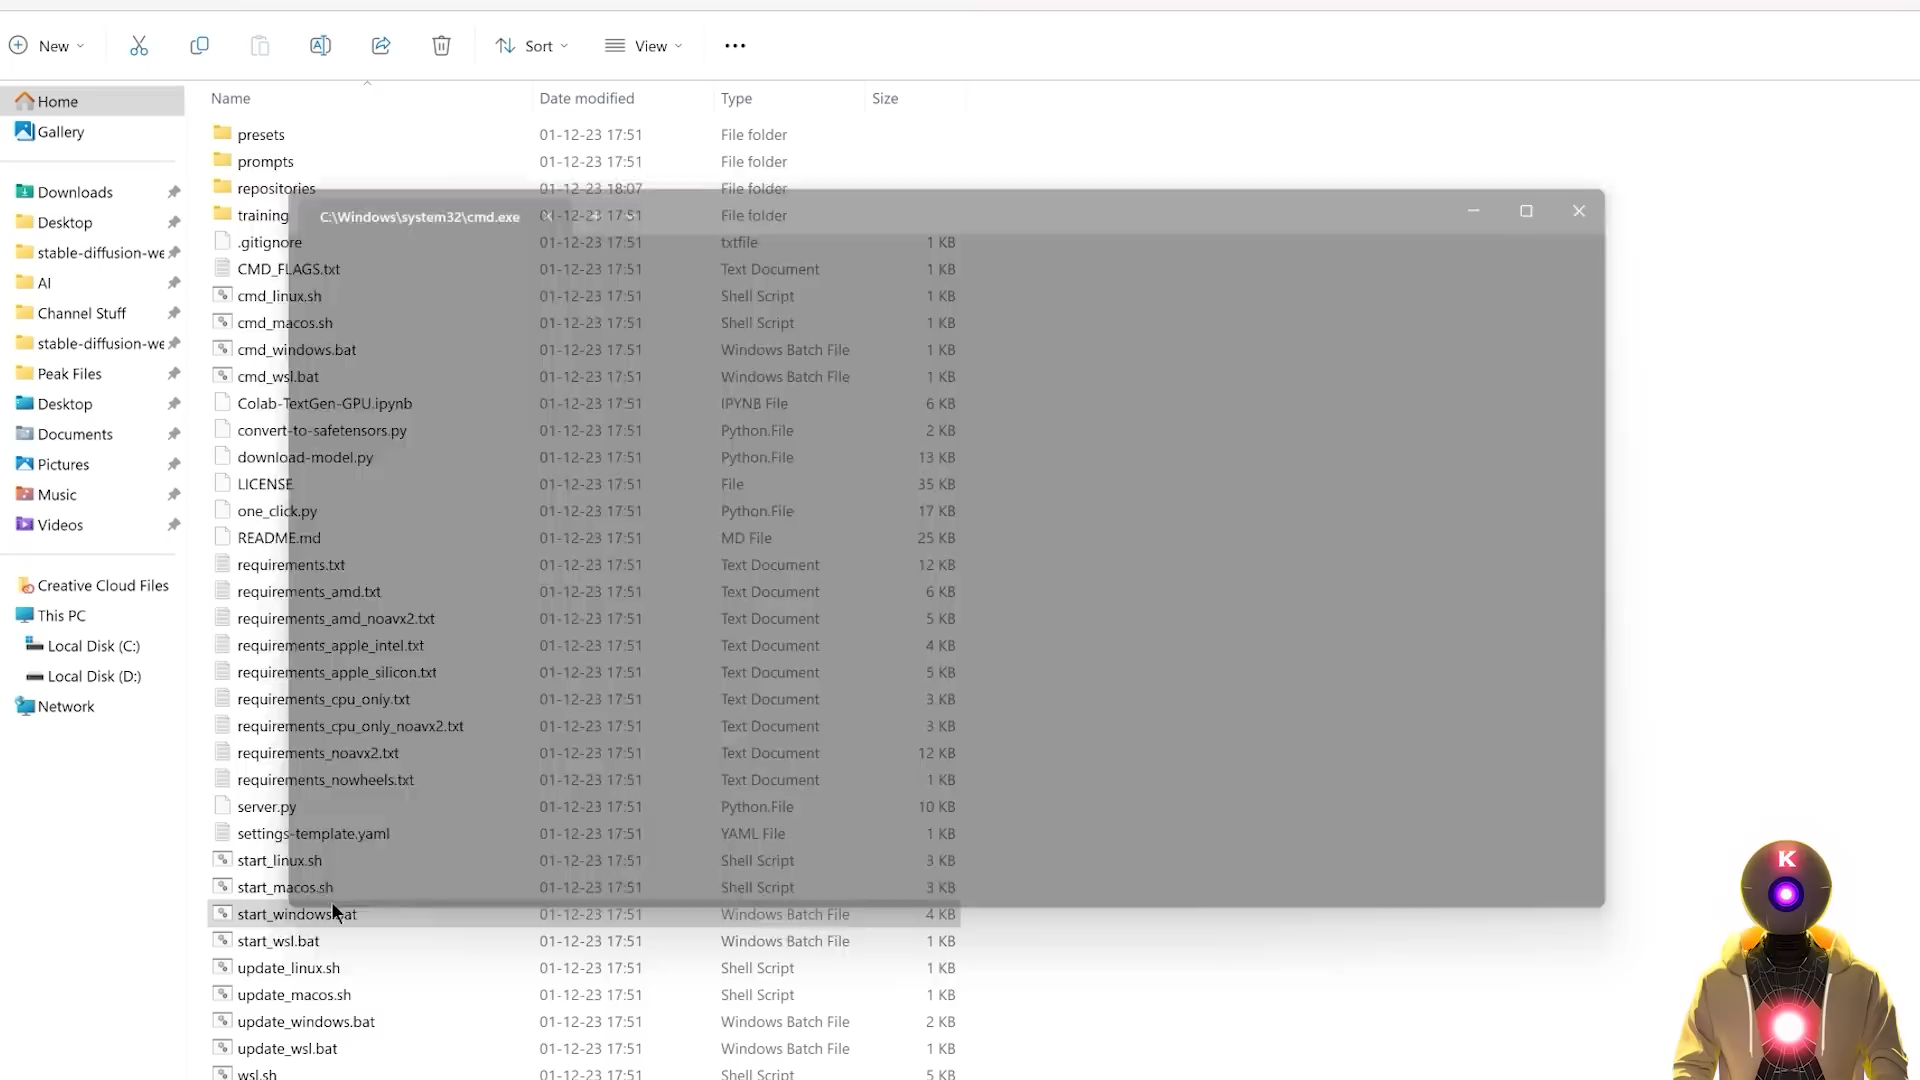 New
Sort
View
Name Date modified Type Size
Home
Gallery
Downloads
Desktop
stable-diffusion-we
AI
Channel Stuff
stable-diffusion-we
Peak Files
Desktop
Documents
Pictures
Music
Videos
Creative Cloud Files
This PC
Local Disk (C:)
Local Disk (D:)
Network
presets 01-12-23 17:51 File folder
prompts 01-12-23 17:51 File folder
repositories 01-12-23 18:07 File folder
training 01-12-23 17:51 File folder
C:\Windows\system32\cmd.exe
.gitignore 01-12-23 17:51 txtfile 1 KB
CMD_FLAGS.txt 01-12-23 17:51 Text Document 1 KB
cmd_linux.sh 01-12-23 17:51 Shell Script 1 KB
cmd_macos.sh 01-12-23 17:51 Shell Script 1 KB
cmd_windows.bat 01-12-23 17:51 Windows Batch File 1 KB
cmd_wsl.bat 01-12-23 17:51 Windows Batch File 1 KB
Colab-TextGen-GPU.ipynb 01-12-23 17:51 IPYNB File 6 KB
convert-to-safetensors.py 01-12-23 17:51 Python.File 2 KB
download-model.py 01-12-23 17:51 Python.File 13 KB
LICENSE 01-12-23 17:51 File 35 KB
one_click.py 01-12-23 17:51 Python.File 17 KB
README.md 01-12-23 17:51 MD File 25 KB
requirements.txt 01-12-23 17:51 Text Document 12 KB
requirements_amd.txt 01-12-23 17:51 Text Document 6 KB
requirements_amd_noavx2.txt 01-12-23 17:51 Text Document 5 KB
requirements_apple_intel.txt 01-12-23 17:51 Text Document 4 KB
requirements_apple_silicon.txt 01-12-23 17:51 Text Document 5 KB
requirements_cpu_only.txt 01-12-23 17:51 Text Document 3 KB
requirements_cpu_only_noavx2.txt 01-12-23 17:51 Text Document 3 KB
requirements_noavx2.txt 01-12-23 17:51 Text Document 12 KB
requirements_nowheels.txt 01-12-23 17:51 Text Document 1 KB
server.py 01-12-23 17:51 Python.File 10 KB
settings-template.yaml 01-12-23 17:51 YAML File 1 KB
start_linux.sh 01-12-23 17:51 Shell Script 3 KB
start_macos.sh 01-12-23 17:51 Shell Script 3 KB
start_windows.bat 01-12-23 17:51 Windows Batch File 4 KB
start_wsl.bat 01-12-23 17:51 Windows Batch File 1 KB
update_linux.sh 01-12-23 17:51 Shell Script 1 KB
update_macos.sh 01-12-23 17:51 Shell Script 1 KB
update_windows.bat 01-12-23 17:51 Windows Batch File 2 KB
update_wsl.bat 01-12-23 17:51 Windows Batch File 1 KB
wsl.sh 01-12-23 17:51 Shell Script 5 KB
K